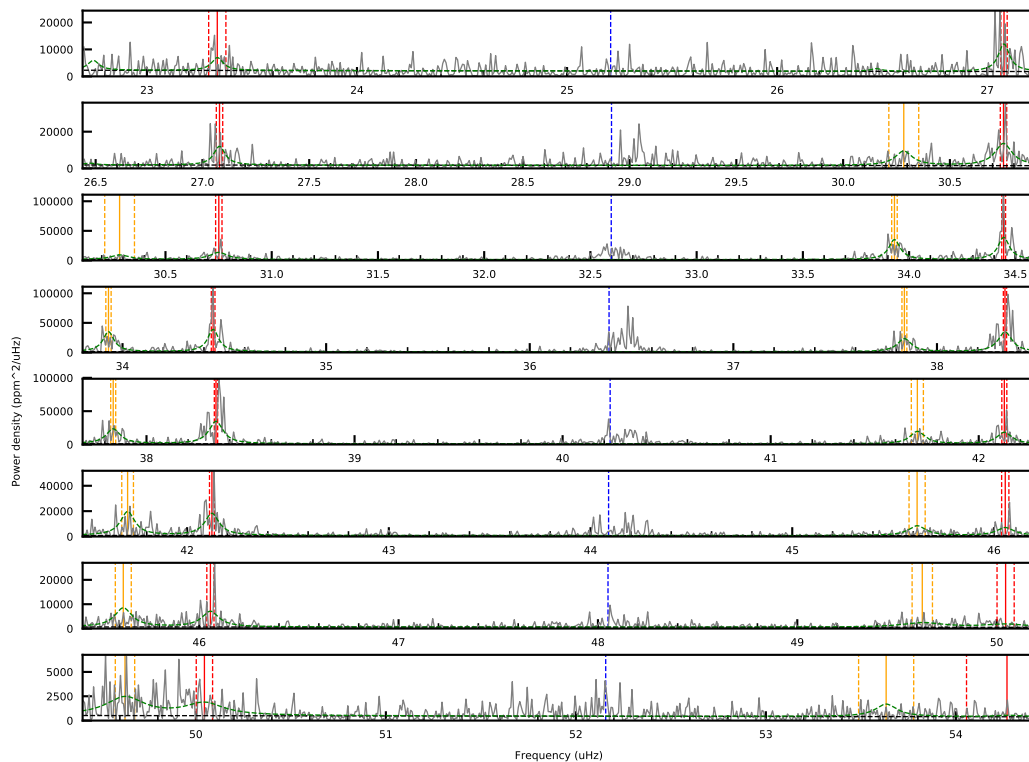 20000
10000
0
23 24 25 26 27
20000
0
26.5 27.0 27.5 28.0 28.5 29.0 29.5 30.0 30.5
100000
50000
0
30.5 31.0 31.5 32.0 32.5 33.0 33.5 34.0 34.5
100000
50000
0
34 35 36 37 38
100000
50000
0
38 39 40 41 42
Power density (ppm^2/uHz)
40000
20000
0
42 43 44 45 46
20000
10000
0
46 47 48 49 50
5000
2500
0
50 51 52 53 54
Frequency (uHz)